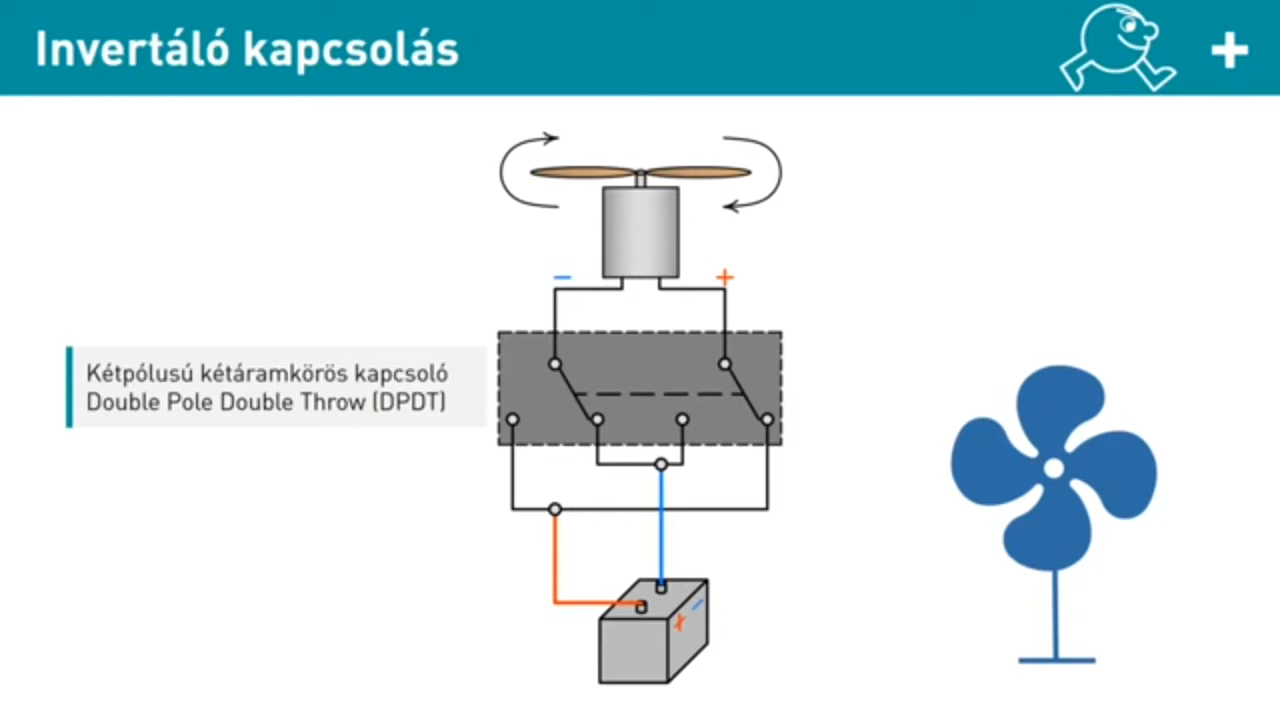 Invertáló kapcsolás
+
− +
Kétpólusú kétáramkörös kapcsoló
Double Pole Double Throw (DPDT)
+ −